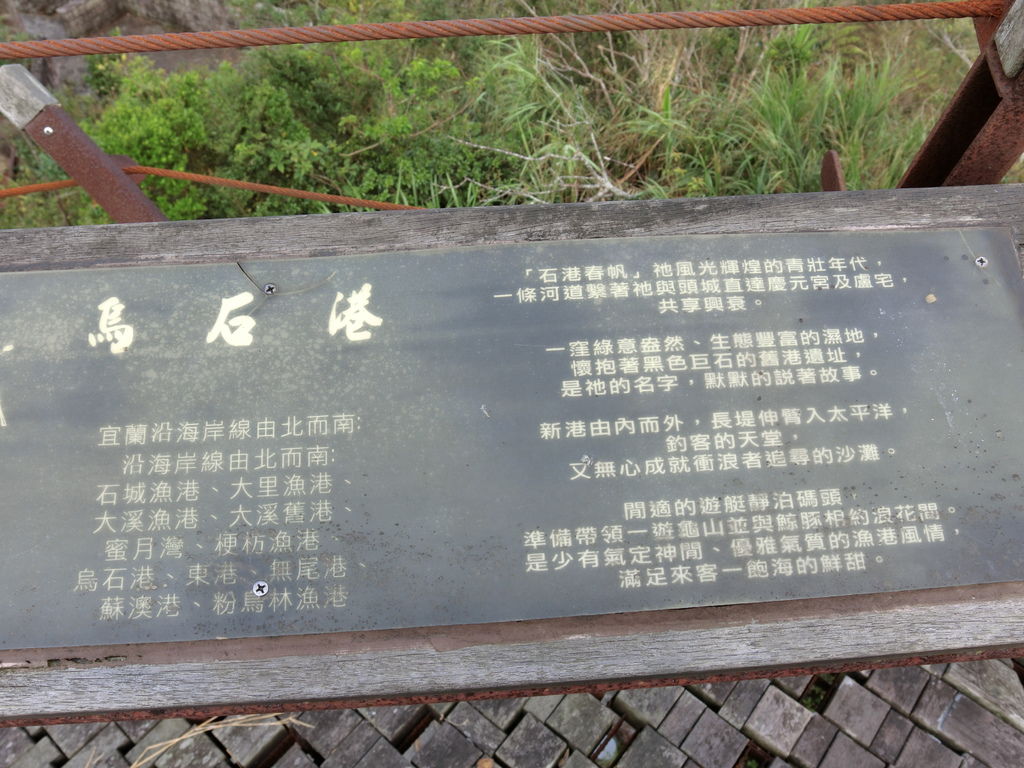 烏石港
宜蘭沿海岸線由北而南:
沿海岸線由北而南:
石城漁港、大里漁港、
大溪漁港、大溪舊港、
蜜月灣、梗枋漁港、
烏石港、東港、無尾港、
蘇澳港、粉鳥林漁港
「石港春帆」祂風光輝煌的青壯年代，
一條河道繫著祂與頭城直達慶元宮及盧宅，
共享興衰。
一窪綠意盎然、生態豐富的濕地，
懷抱著黑色巨石的舊港遺址，
是祂的名字，默默的說著故事。
新港由內而外，長堤伸臂入太平洋，
釣客的天堂，
又無心成就衝浪者追尋的沙灘。
閒適的遊艇靜泊碼頭，
準備帶領一遊龜山並與鯨豚相約浪花間。
是少有氣定神閒、優雅氣質的漁港風情，
滿足來客一飽海的鮮甜。